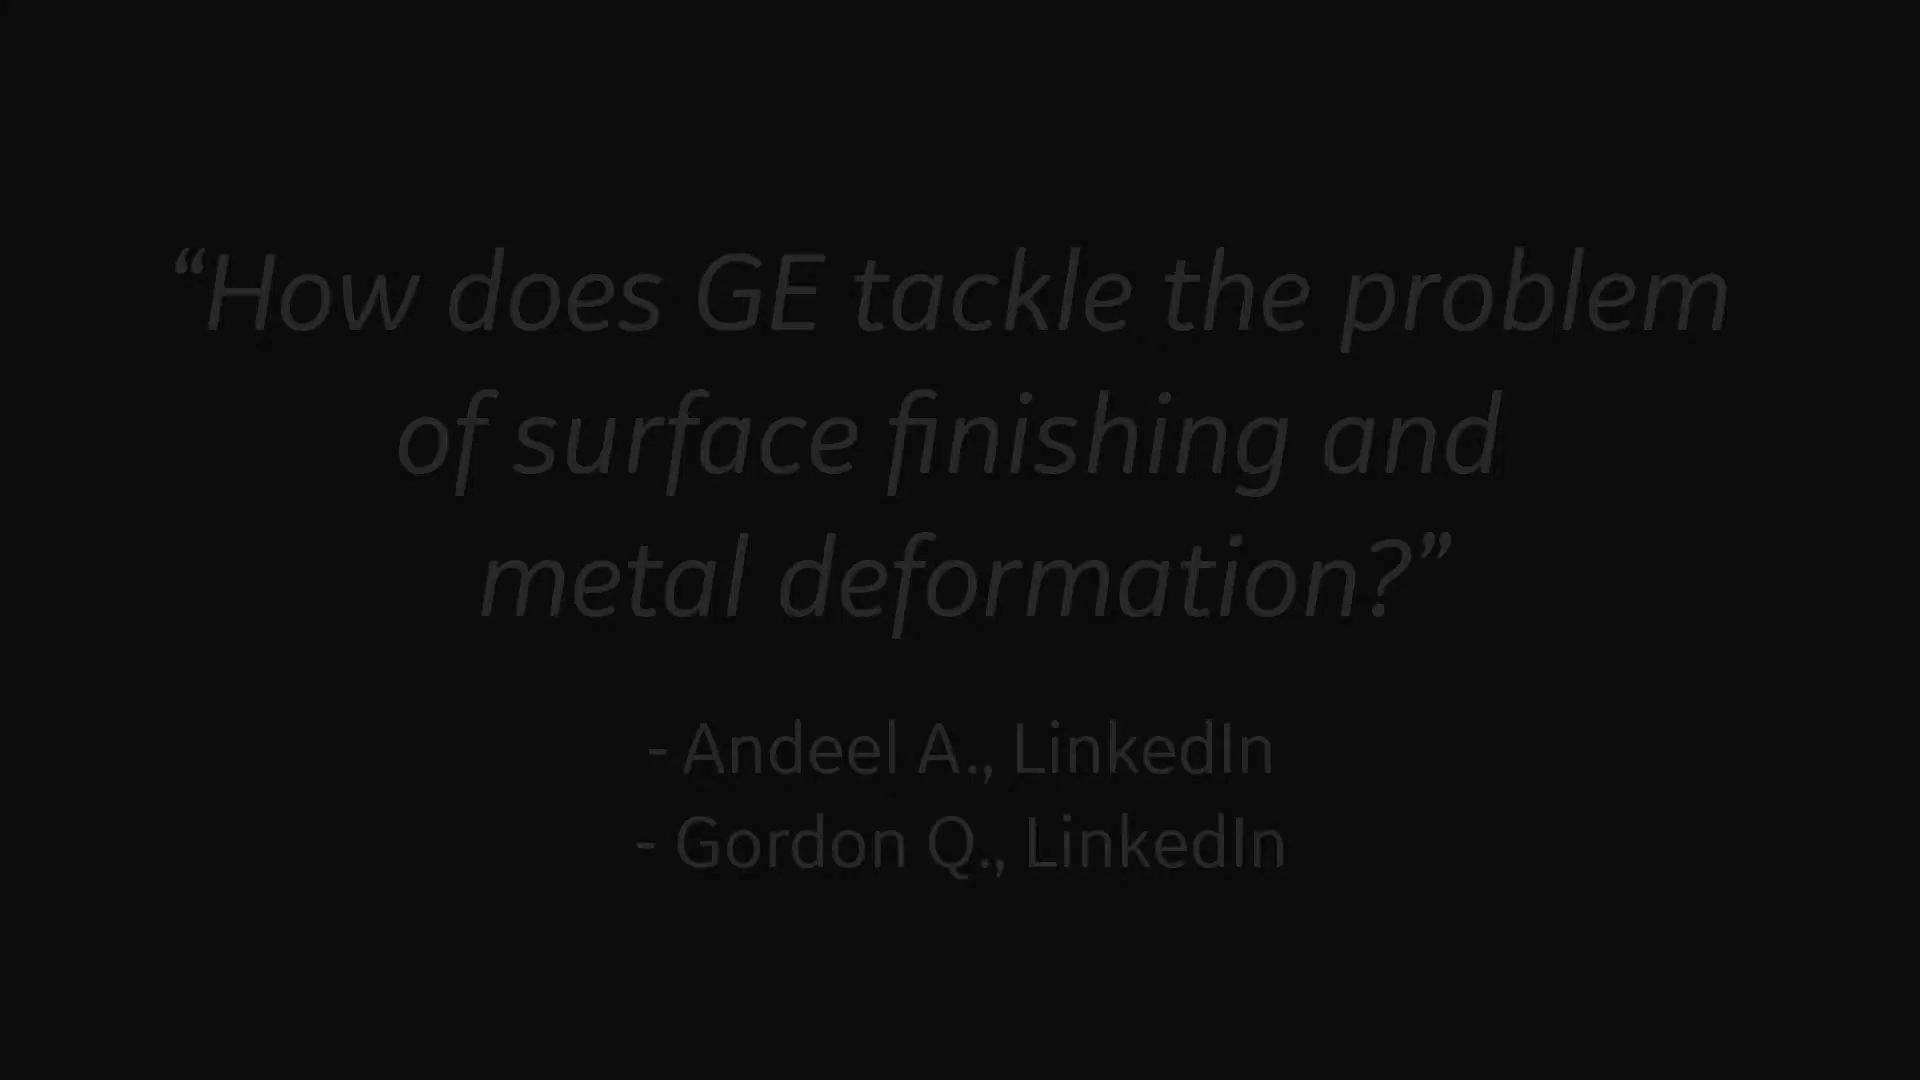 “How does GE tackle the problem
of surface finishing and
metal deformation?”
- Andeel A., LinkedIn
- Gordon Q., LinkedIn